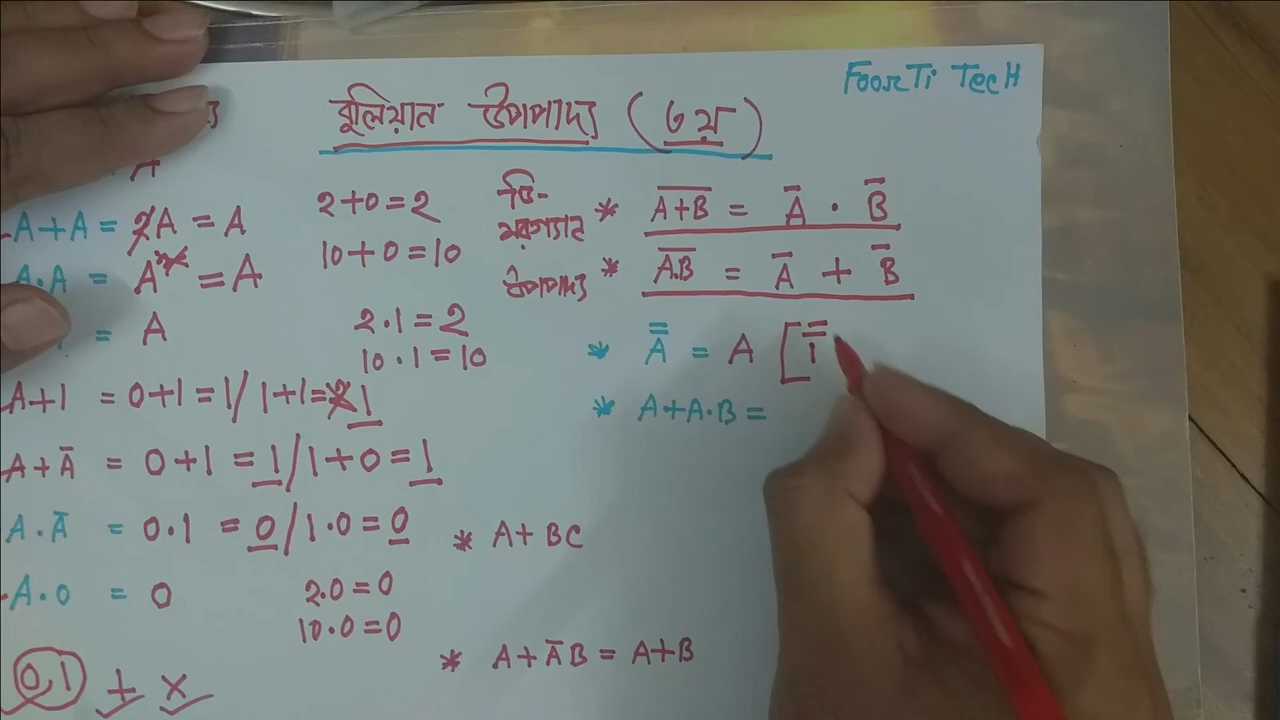 FoorTi TecH
বুলিয়ান উপপাদ্য (৩য়)
A+A = 2A = A
A.A = A² = A
= A
A+1 = 0+1 = 1/ 1+1 = 2 1
A+Ā = 0+1 = 1/1+0 = 1
A.Ā = 0.1 = 0/1.0 = 0
A.0 = 0
0,1 + ×
2+0=2
10+0=10
2.1=2
10.1=10
2.0=0
10.0=0
ডি-
মরগ্যান
উপপাদ্য
* A̅+̅B̅ = Ā . B̅
* A̅.̅B̅ = Ā + B̅
* A̿ = A [1̿
* A+A.B =
* A+BC
* A+ĀB = A+B